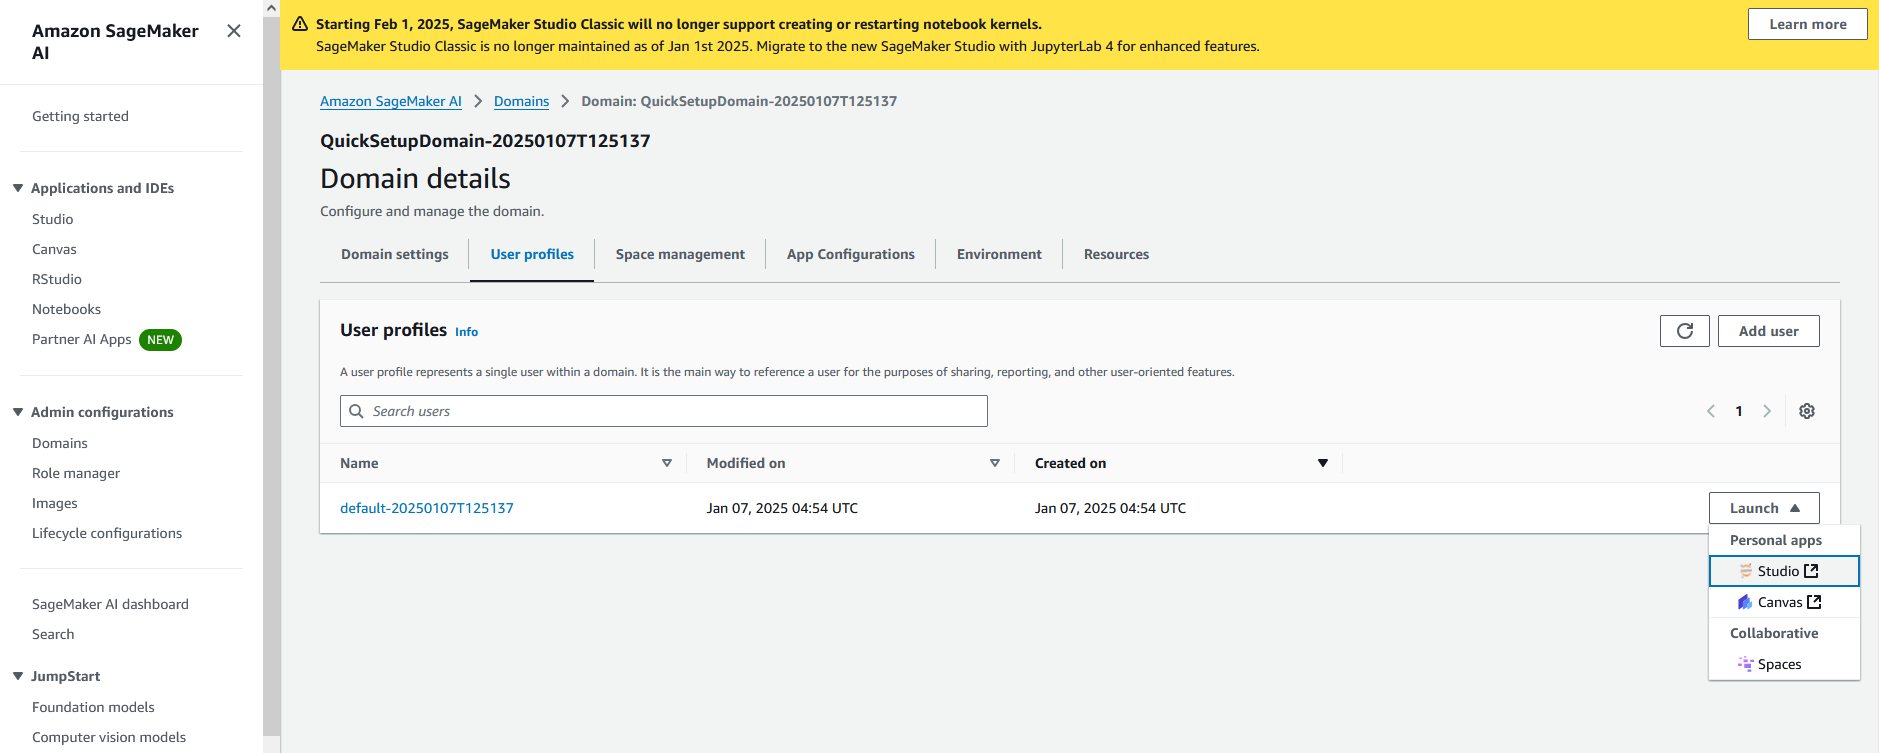 Amazon SageMaker
AI
Getting started
Applications and IDEs
Studio
Canvas
RStudio
Notebooks
Partner AI Apps NEW
Admin configurations
Domains
Role manager
Images
Lifecycle configurations
SageMaker AI dashboard
Search
JumpStart
Foundation models
Computer vision models
Starting Feb 1, 2025, SageMaker Studio Classic will no longer support creating or restarting notebook kernels.
SageMaker Studio Classic is no longer maintained as of Jan 1st 2025. Migrate to the new SageMaker Studio with JupyterLab 4 for enhanced features.
Learn more
Amazon SageMaker AI > Domains > Domain: QuickSetupDomain-20250107T125137
QuickSetupDomain-20250107T125137
Domain details
Configure and manage the domain.
Domain settings User profiles Space management App Configurations Environment Resources
User profiles Info
Add user
A user profile represents a single user within a domain. It is the main way to reference a user for the purposes of sharing, reporting, and other user-oriented features.
Search users
1
Name Modified on Created on
default-20250107T125137 Jan 07, 2025 04:54 UTC Jan 07, 2025 04:54 UTC Launch
Personal apps
Studio
Canvas
Collaborative
Spaces